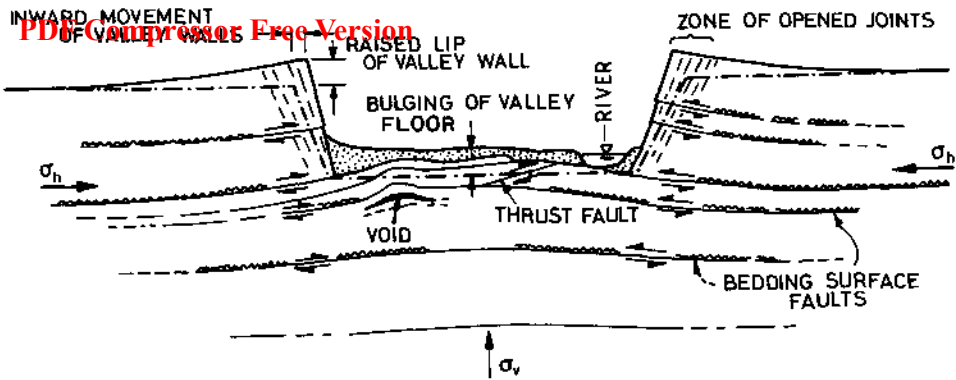 INWARD MOVEMENT
OF VALLEY WALLS
PDF Compressor Free Version
RAISED LIP
OF VALLEY WALL
BULGING OF VALLEY
FLOOR
RIVER
ZONE OF OPENED JOINTS
σh
σh
THRUST FAULT
VOID
BEDDING SURFACE
FAULTS
σv